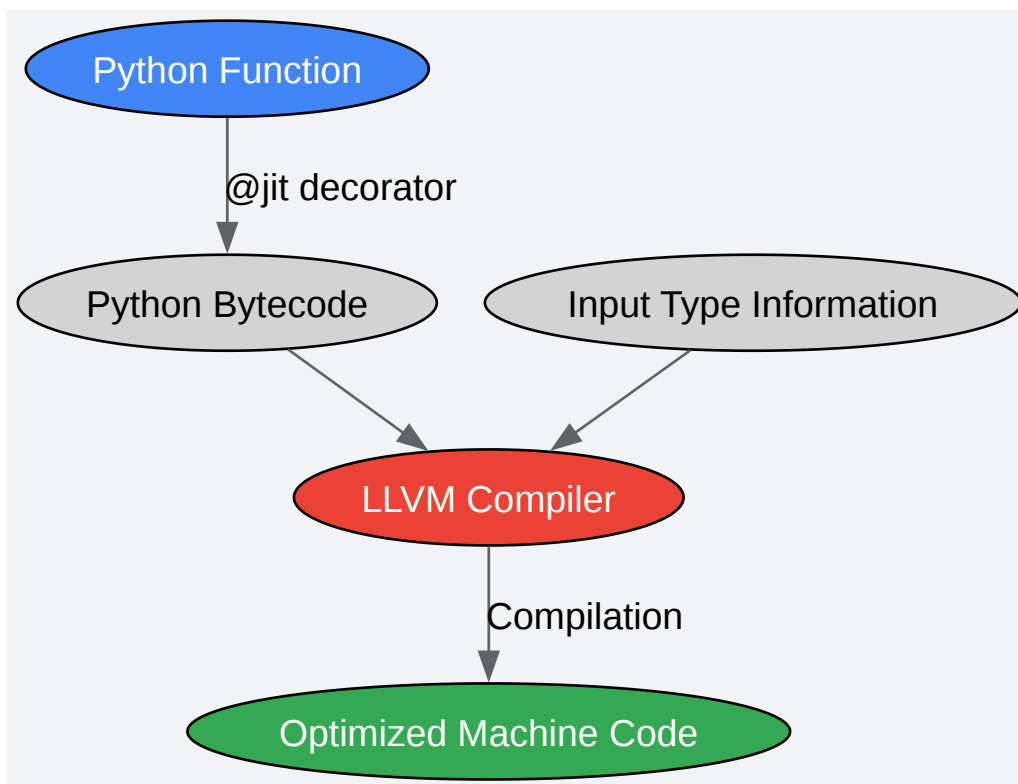 Python Function
@jit decorator
Python Bytecode
Input Type Information
LLVM Compiler
Compilation
Optimized Machine Code